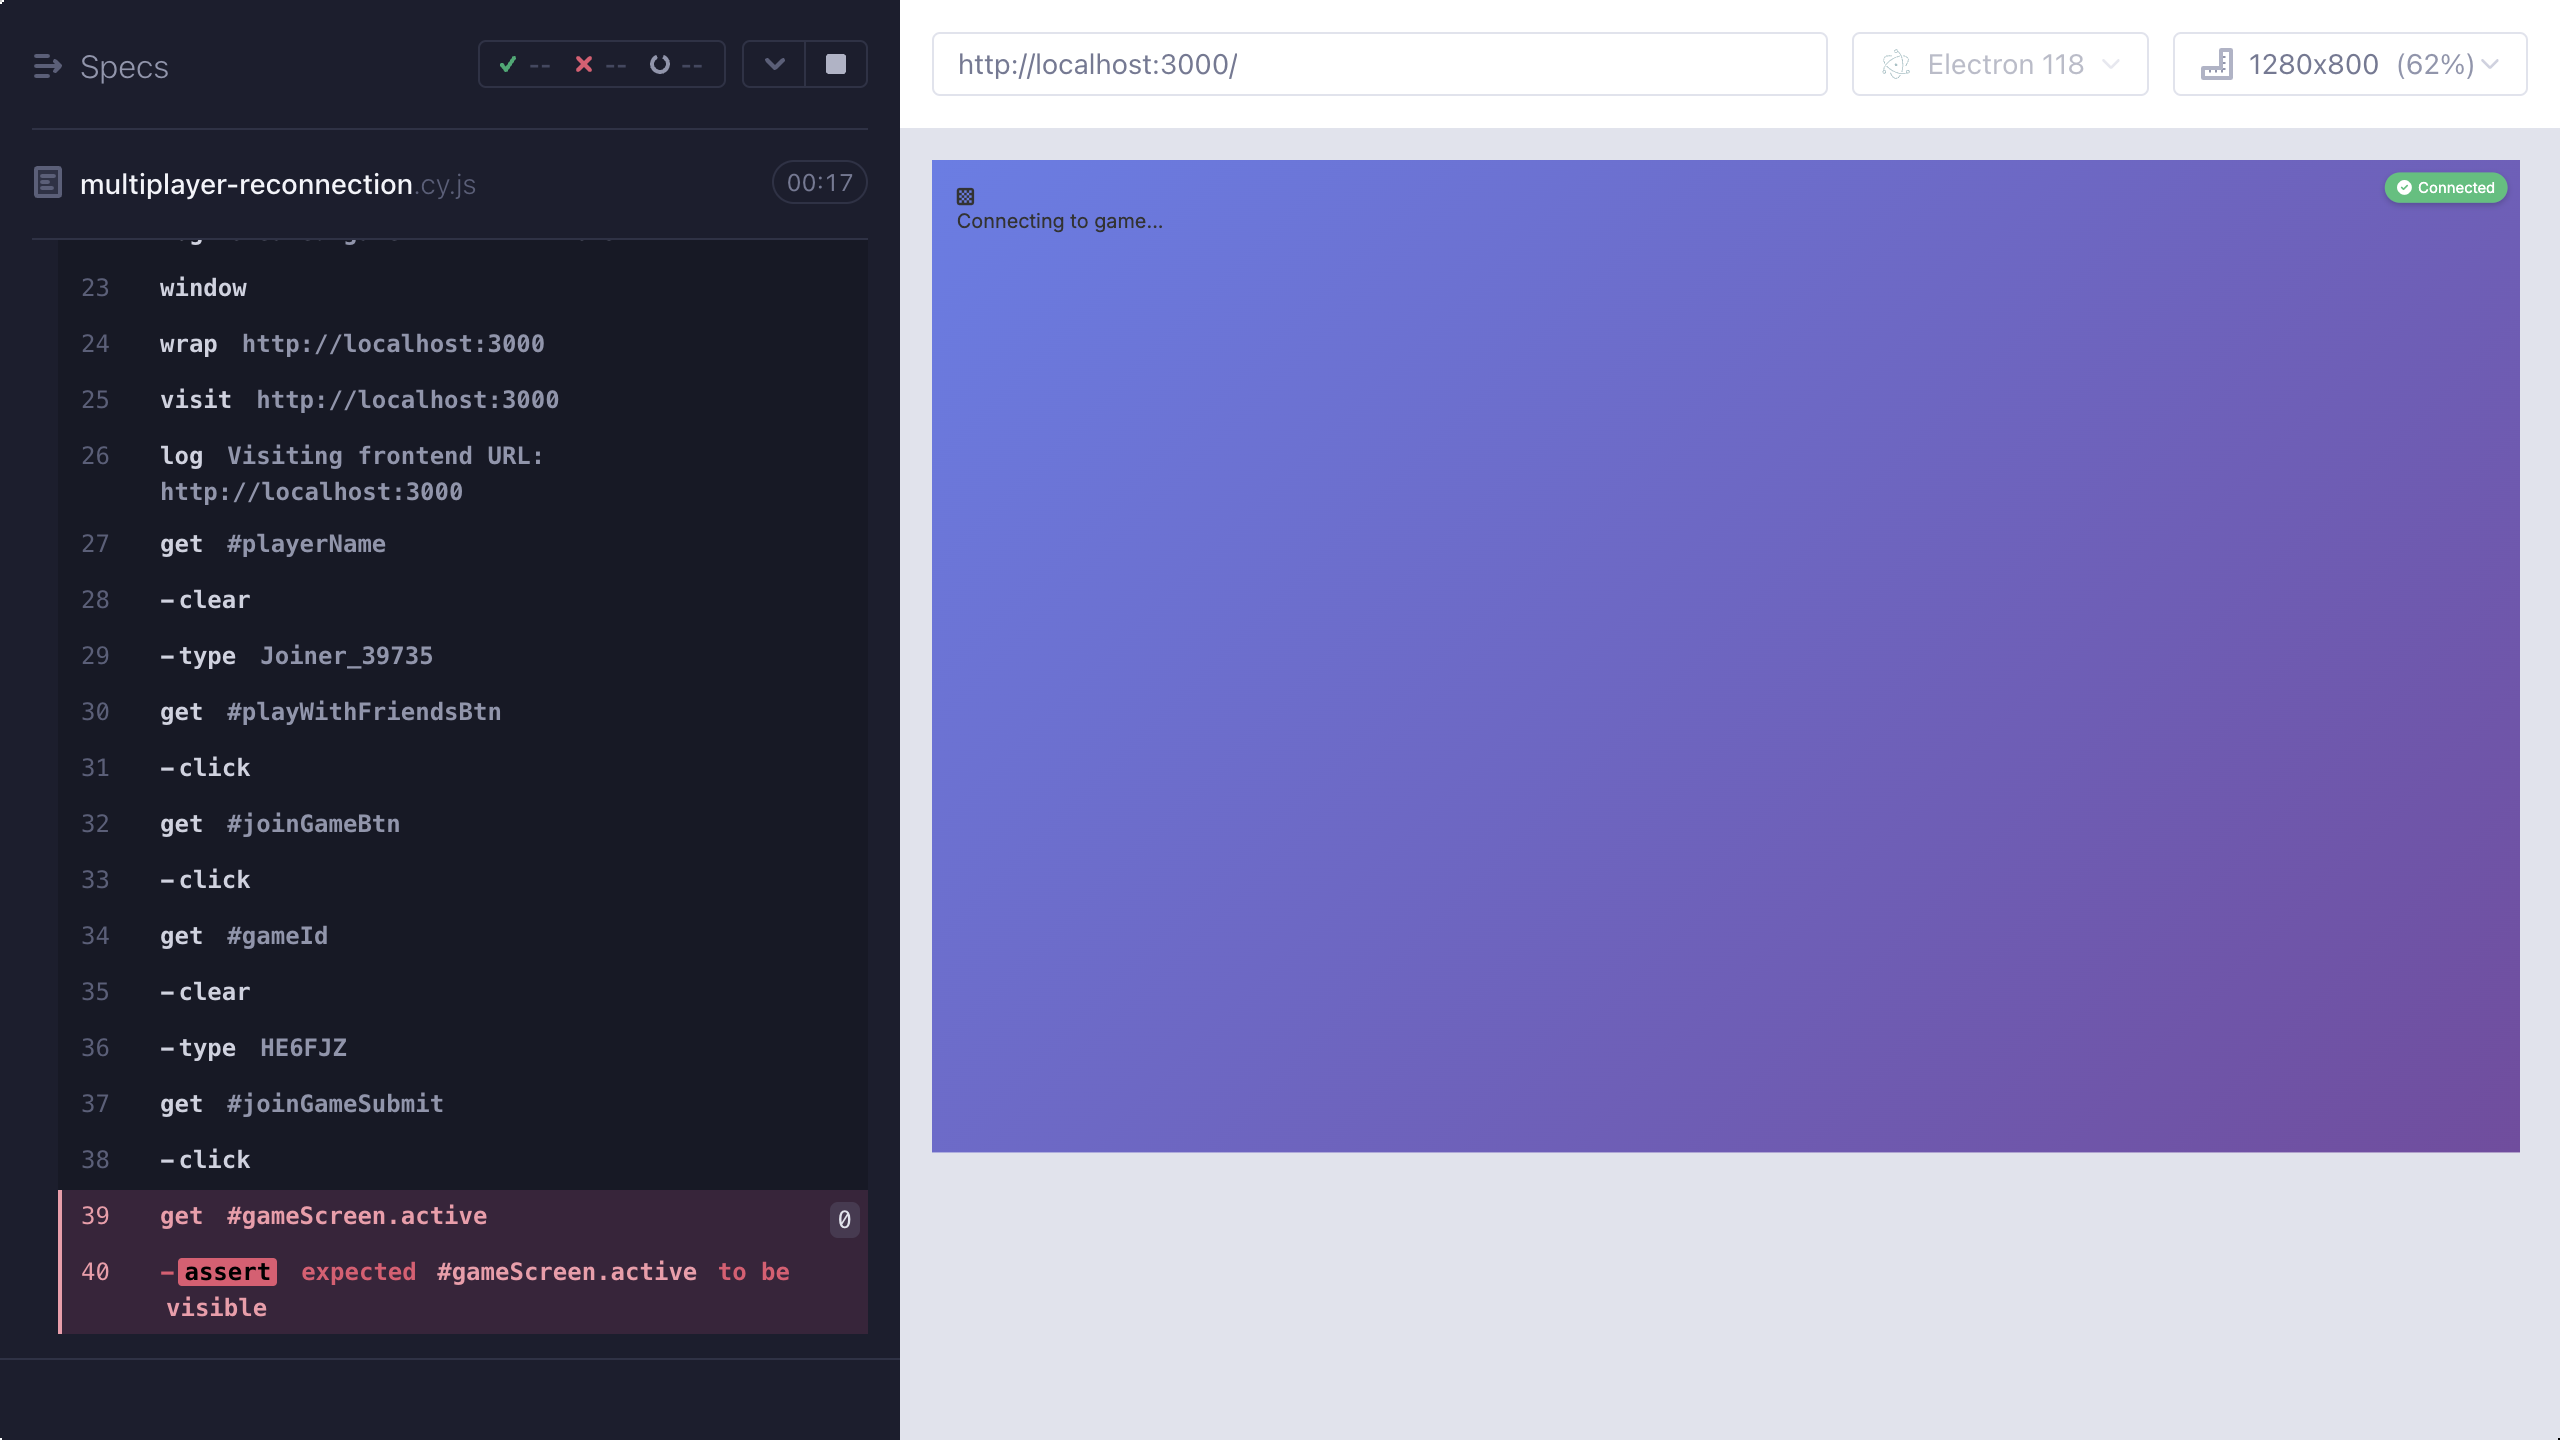 Specs
-- -- --
multiplayer-reconnection.cy.js
00:17
23 window
24 wrap http://localhost:3000
25 visit http://localhost:3000
26 log Visiting frontend URL:
http://localhost:3000
27 get #playerName
28 -clear
29 -type Joiner_39735
30 get #playWithFriendsBtn
31 -click
32 get #joinGameBtn
33 -click
34 get #gameId
35 -clear
36 -type HE6FJZ
37 get #joinGameSubmit
38 -click
39 get #gameScreen.active 0
40 -assert expected #gameScreen.active to be
visible
http://localhost:3000/
Electron 118
1280x800 (62%)
Connected
Connecting to game...